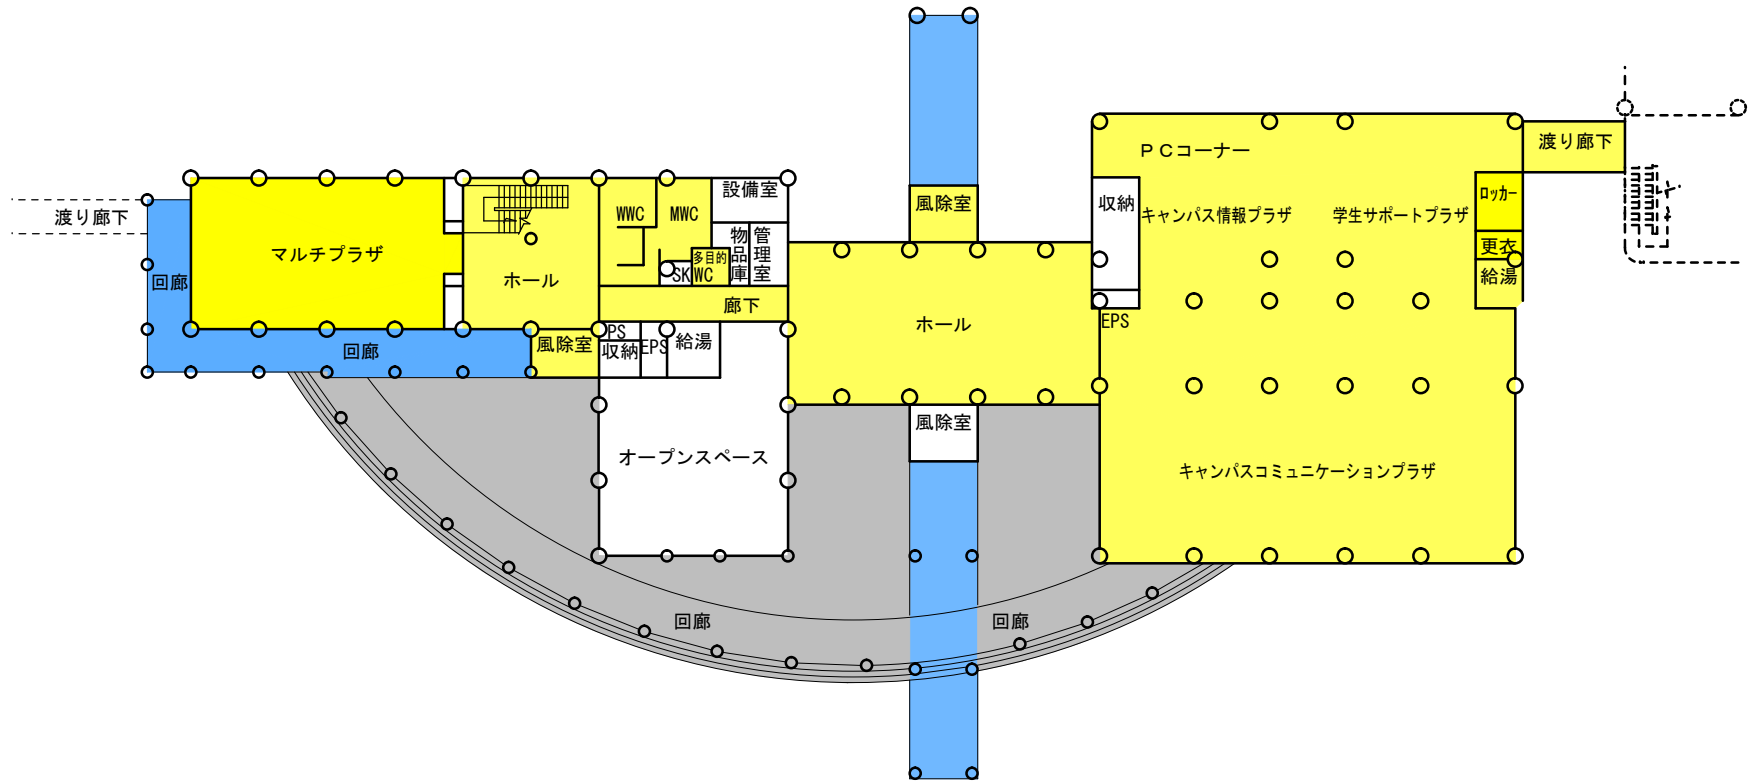 渡り廊下
ＰＣコーナー
設備室
収納
風除室
ロッカー
WWC
MWC
渡り廊下
キャンパス情報プラザ
学生サポートプラザ
物品庫
管理室
マルチプラザ
更衣
多目的
WC
SK
ホール
回廊
給湯
廊下
ホール
EPS
PS
回廊
風除室
収納
EPS
給湯
風除室
オープンスペース
キャンパスコミュニケーションプラザ
回廊
回廊